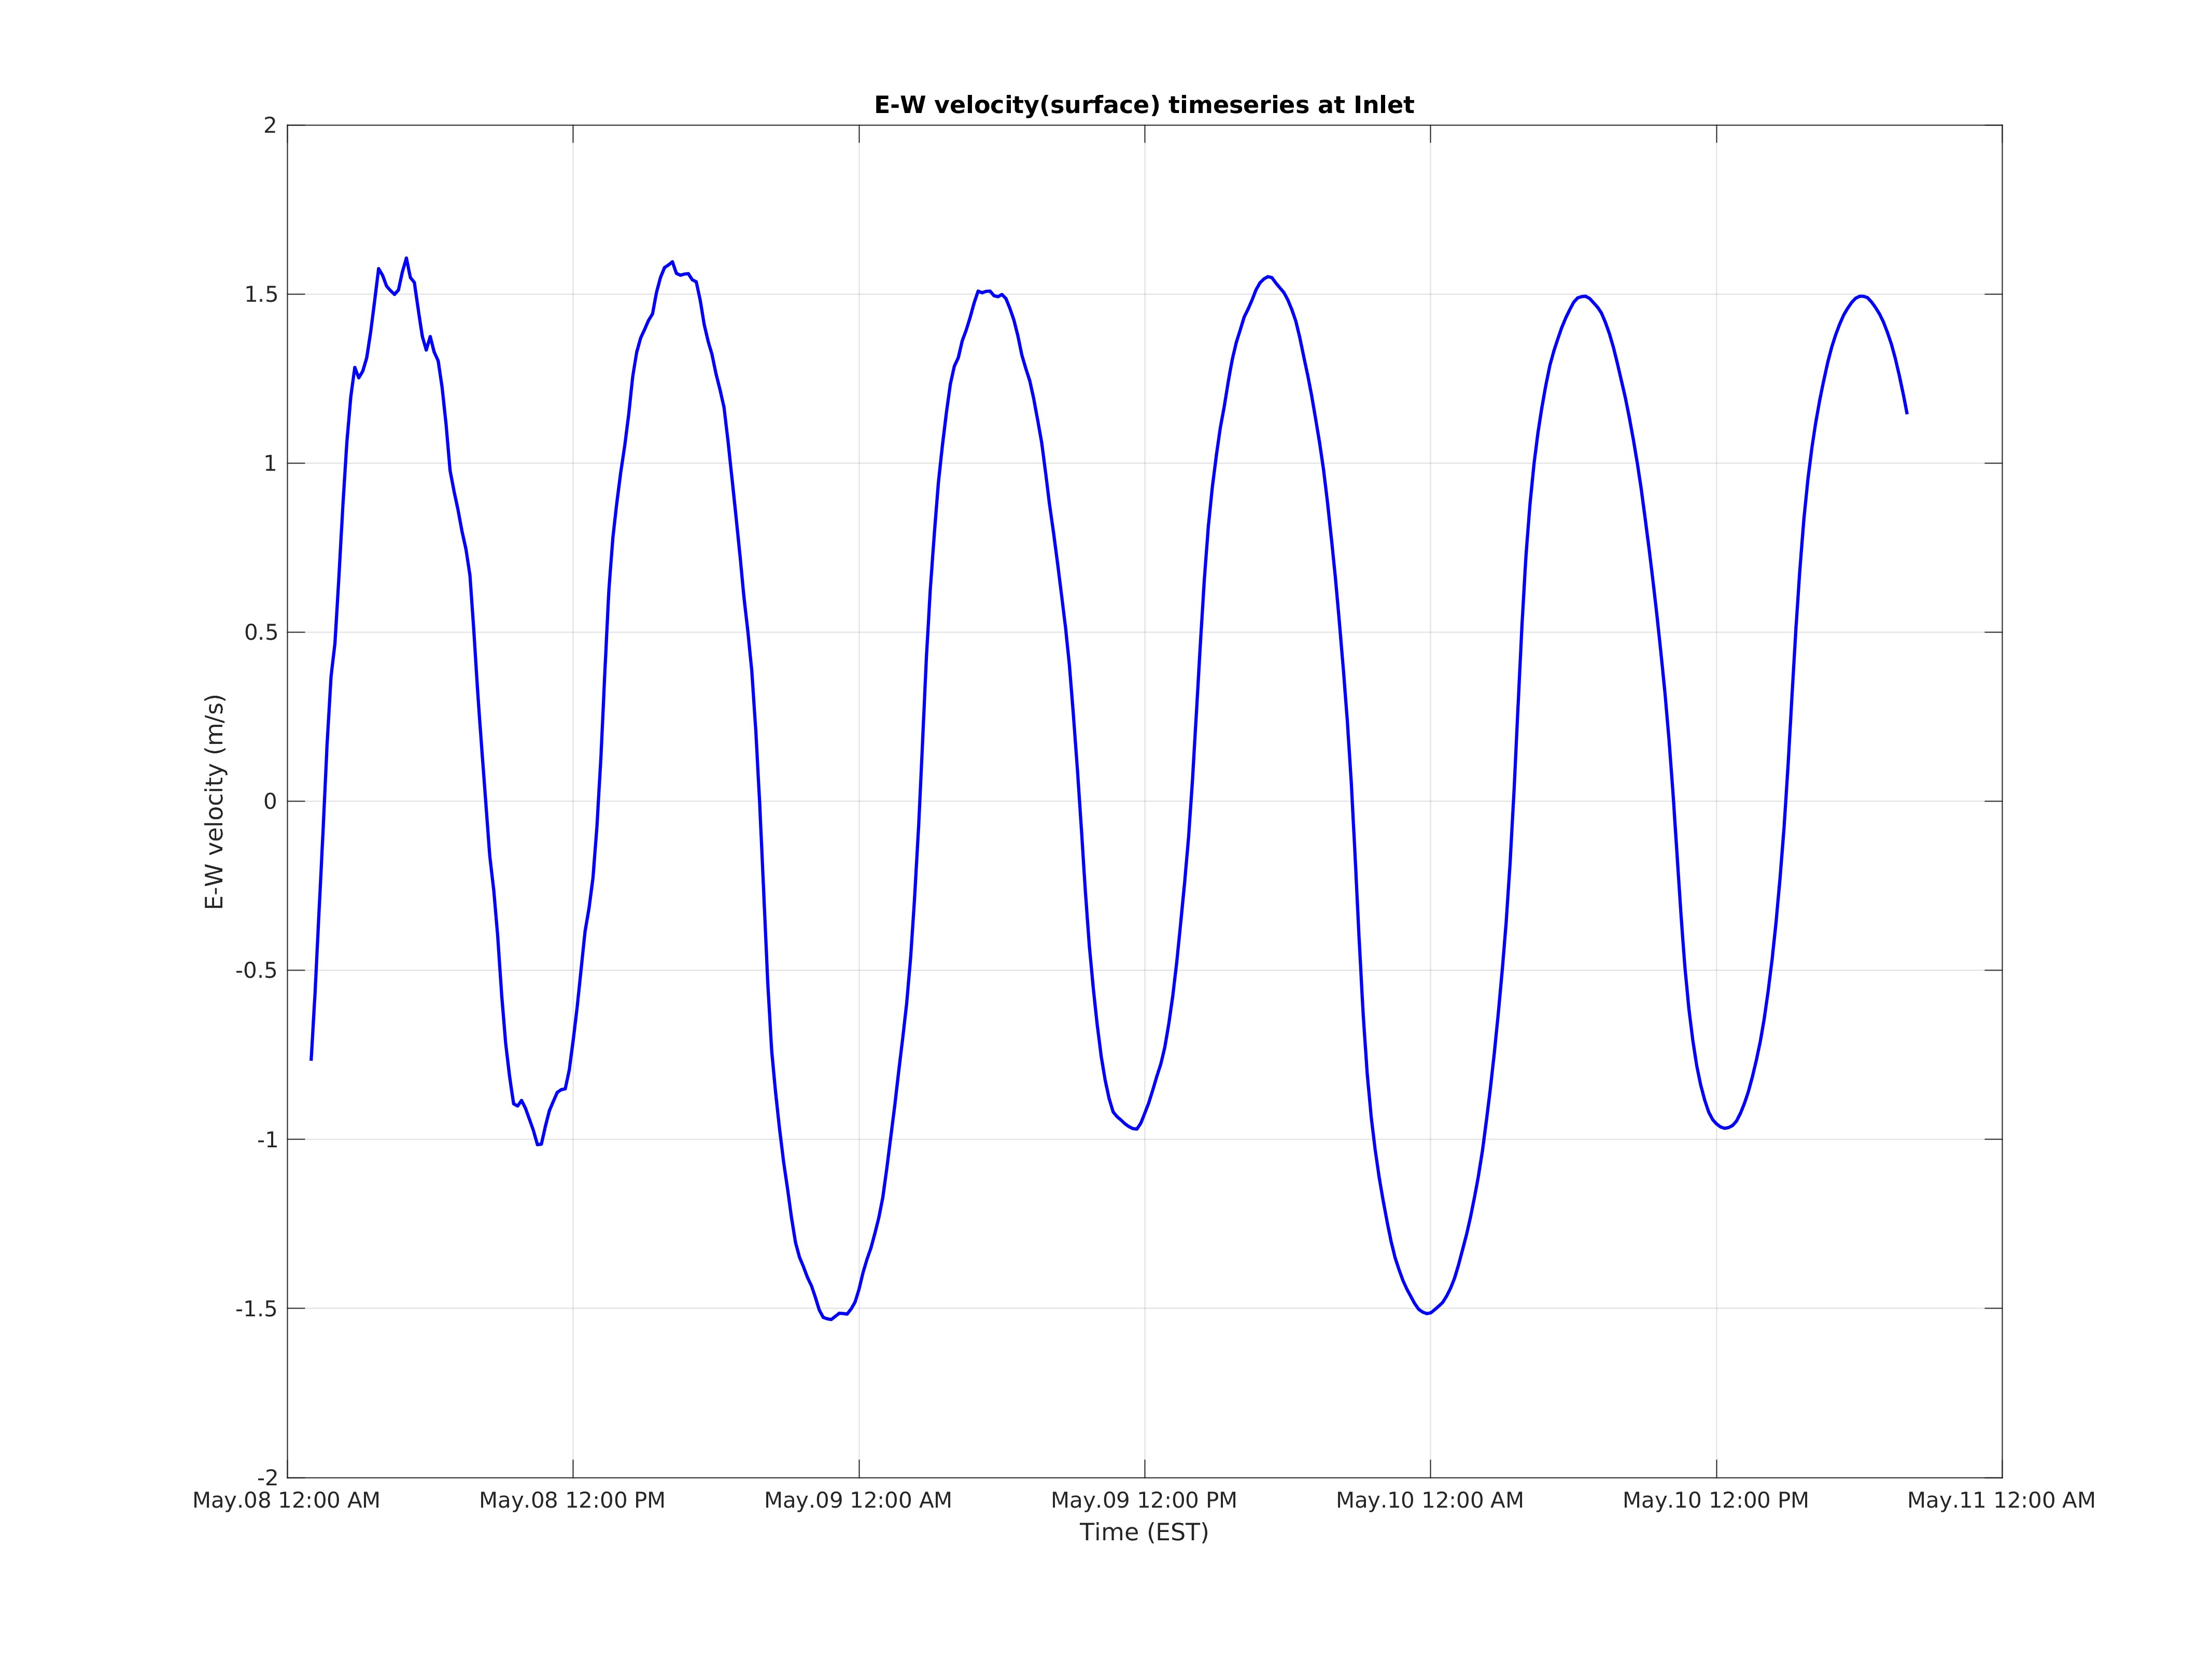 E-W velocity(surface) timeseries at Inlet
2
1.5
1
0.5
0
-0.5
-1
-1.5
-2
E-W velocity (m/s)
May.08 12:00 AM May.08 12:00 PM May.09 12:00 AM May.09 12:00 PM May.10 12:00 AM May.10 12:00 PM May.11 12:00 AM
Time (EST)